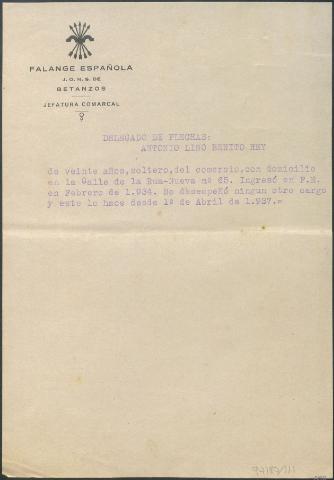 FALANGE ESPAÑOLA
J. O. N. S. DE
BETANZOS
JEFATURA COMARCAL
DELEGADO DE FLECHAS:
ANTONIO LINO BENITO REY
de veinte años,soltero,del comercio,con domicilio
en la Calle de la Rua-Nueva nº 65. Ingresó en F.E.
en Febrero de 1.934. No desempeñó ningun otro cargo
y este lo hace desde 1º de Abril de 1.937.=